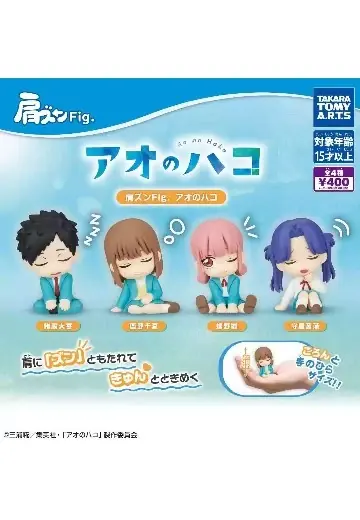 肩ズンFig.
TAKARA TOMY A.R.T.S
対象年齢
15才以上
全4種
¥400
Ao no Hako
アオのハコ
肩ズンFig. アオのハコ
ZZZ
猪股大喜
鹿野千夏
蝶野雛
守屋菖蒲
肩に「ズン」ともたれて
きゅんとときめく
ころんと
手のひら
サイズ!!
©三浦糀/集英社・「アオのハコ」製作委員会